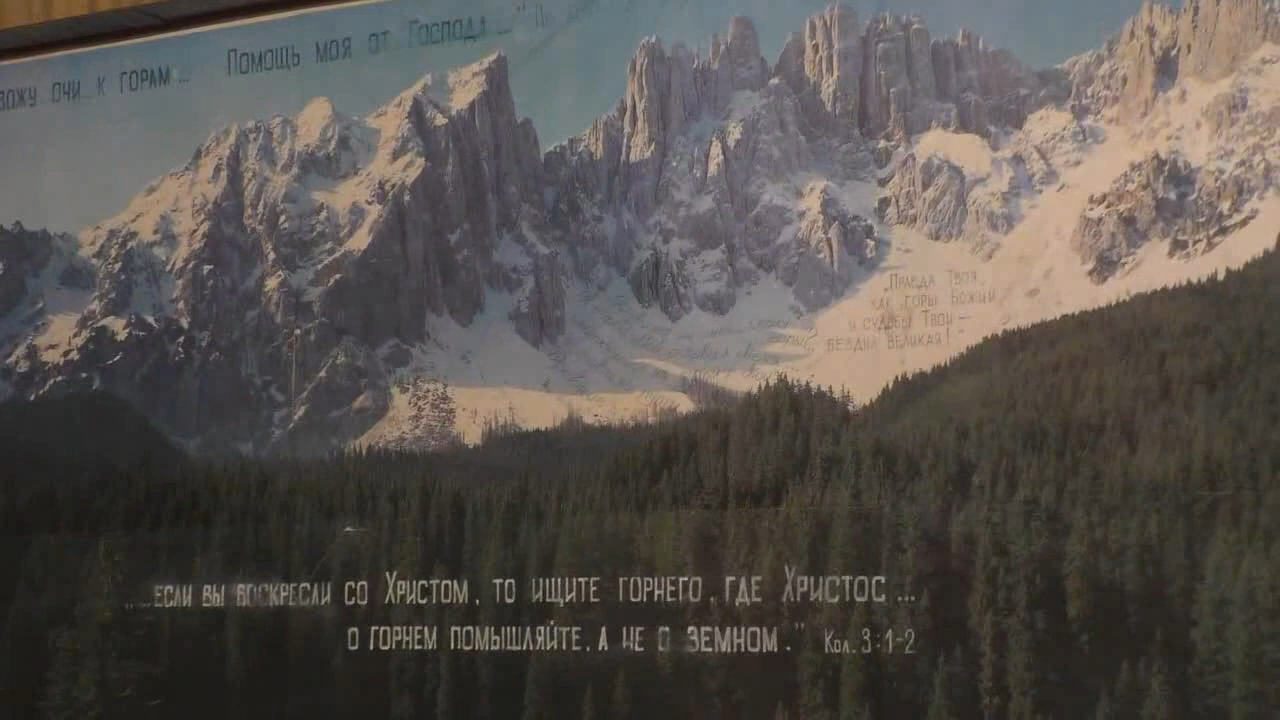 очи к горам... Помощь моя от Господа..."
„Правда Твоя,
как горы Божии
и судьбы Твои —
бездна великая!"
„...если вы воскресли со Христом, то ищите горнего, где Христос...
о горнем помышляйте, а не о земном." Кол. 3:1-2